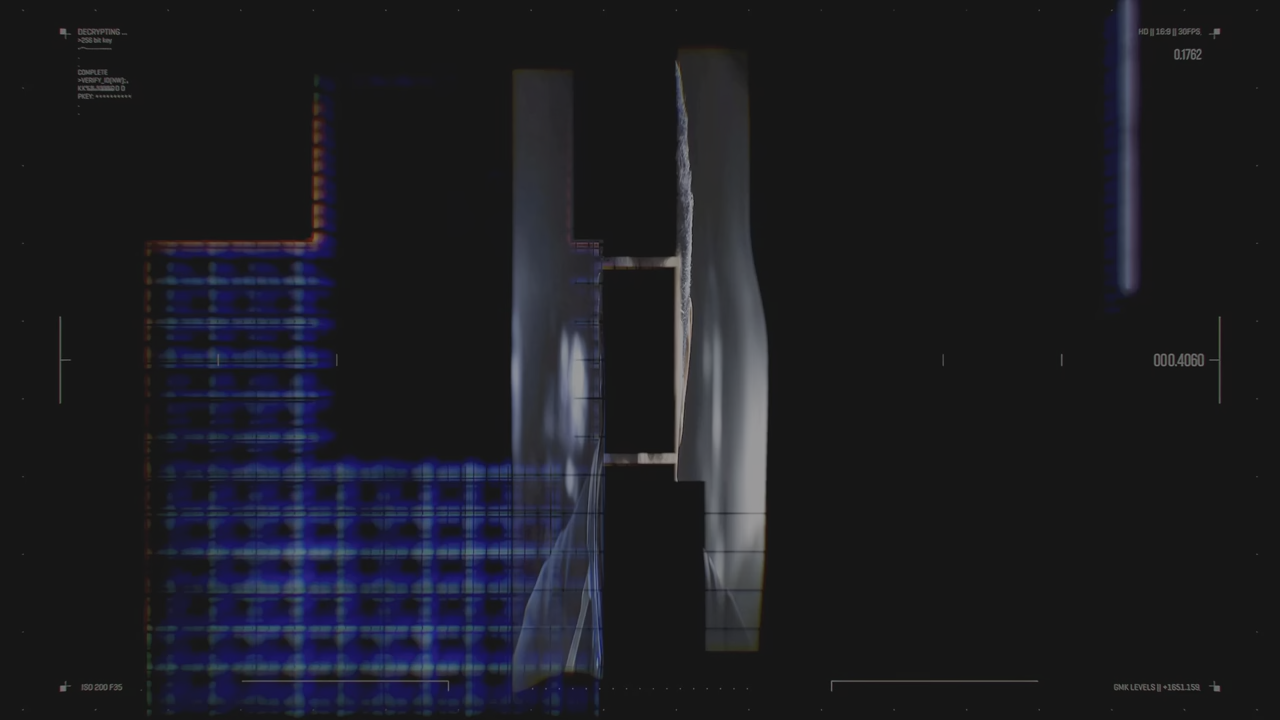 DECRYPTING ...
>256 bit key
COMPLETE
HD || 16:9 || 30FPS
0.1762
000.4060
ISO 200 F35
GMK LEVELS || +1651.159